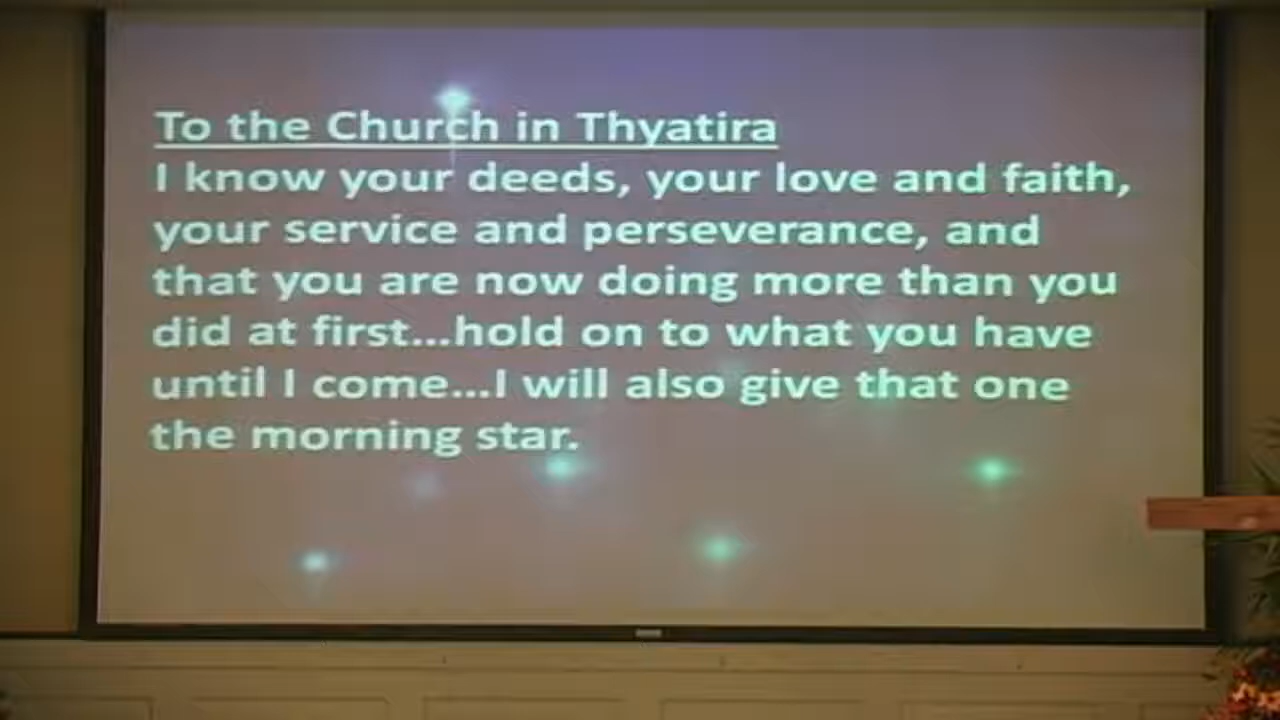 To the Church in Thyatira
I know your deeds, your love and faith,
your service and perseverance, and
that you are now doing more than you
did at first...hold on to what you have
until I come...I will also give that one
the morning star.